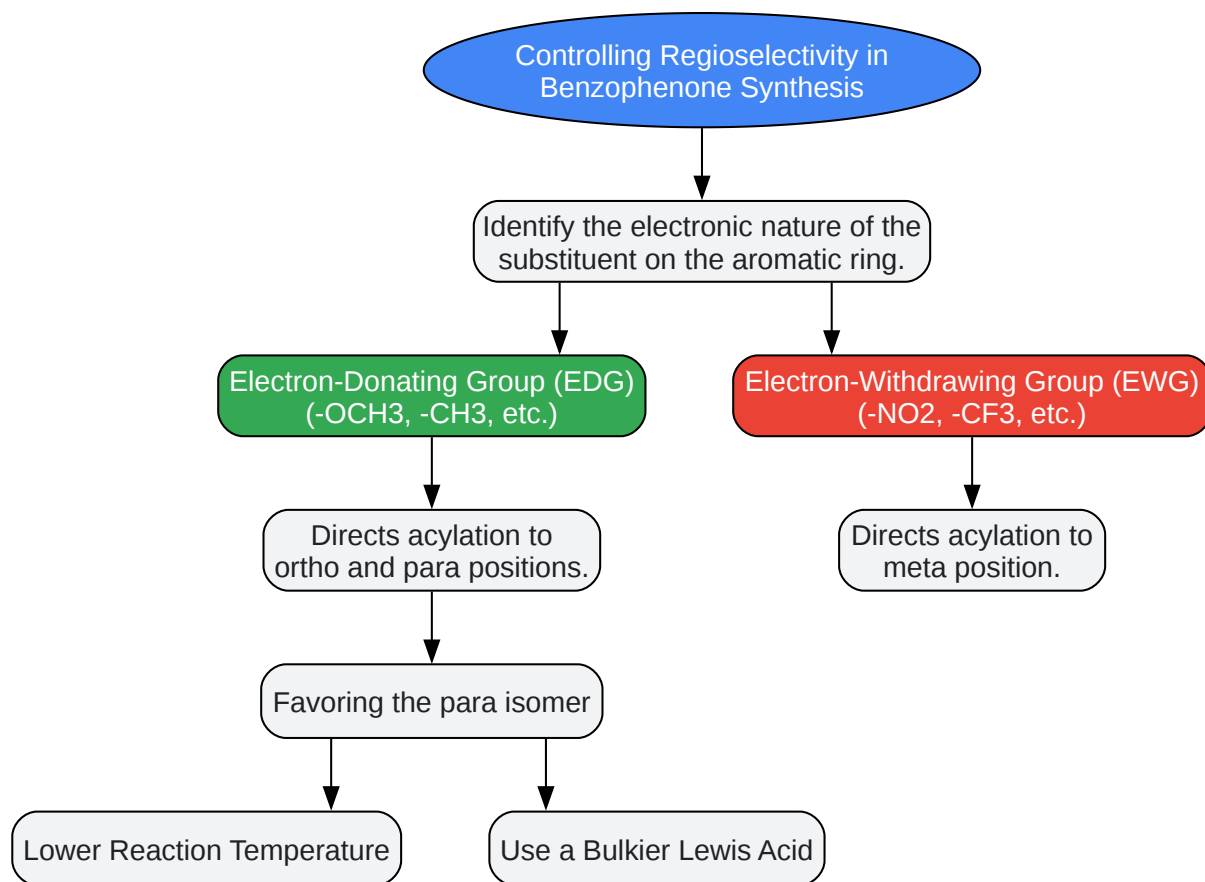 Controlling Regioselectivity in
Benzophenone Synthesis
Identify the electronic nature of the
substituent on the aromatic ring.
Electron-Donating Group (EDG)
(-OCH3, -CH3, etc.)
Electron-Withdrawing Group (EWG)
(-NO2, -CF3, etc.)
Directs acylation to
ortho and para positions.
Directs acylation to
meta position.
Favoring the para isomer
Lower Reaction Temperature
Use a Bulkier Lewis Acid